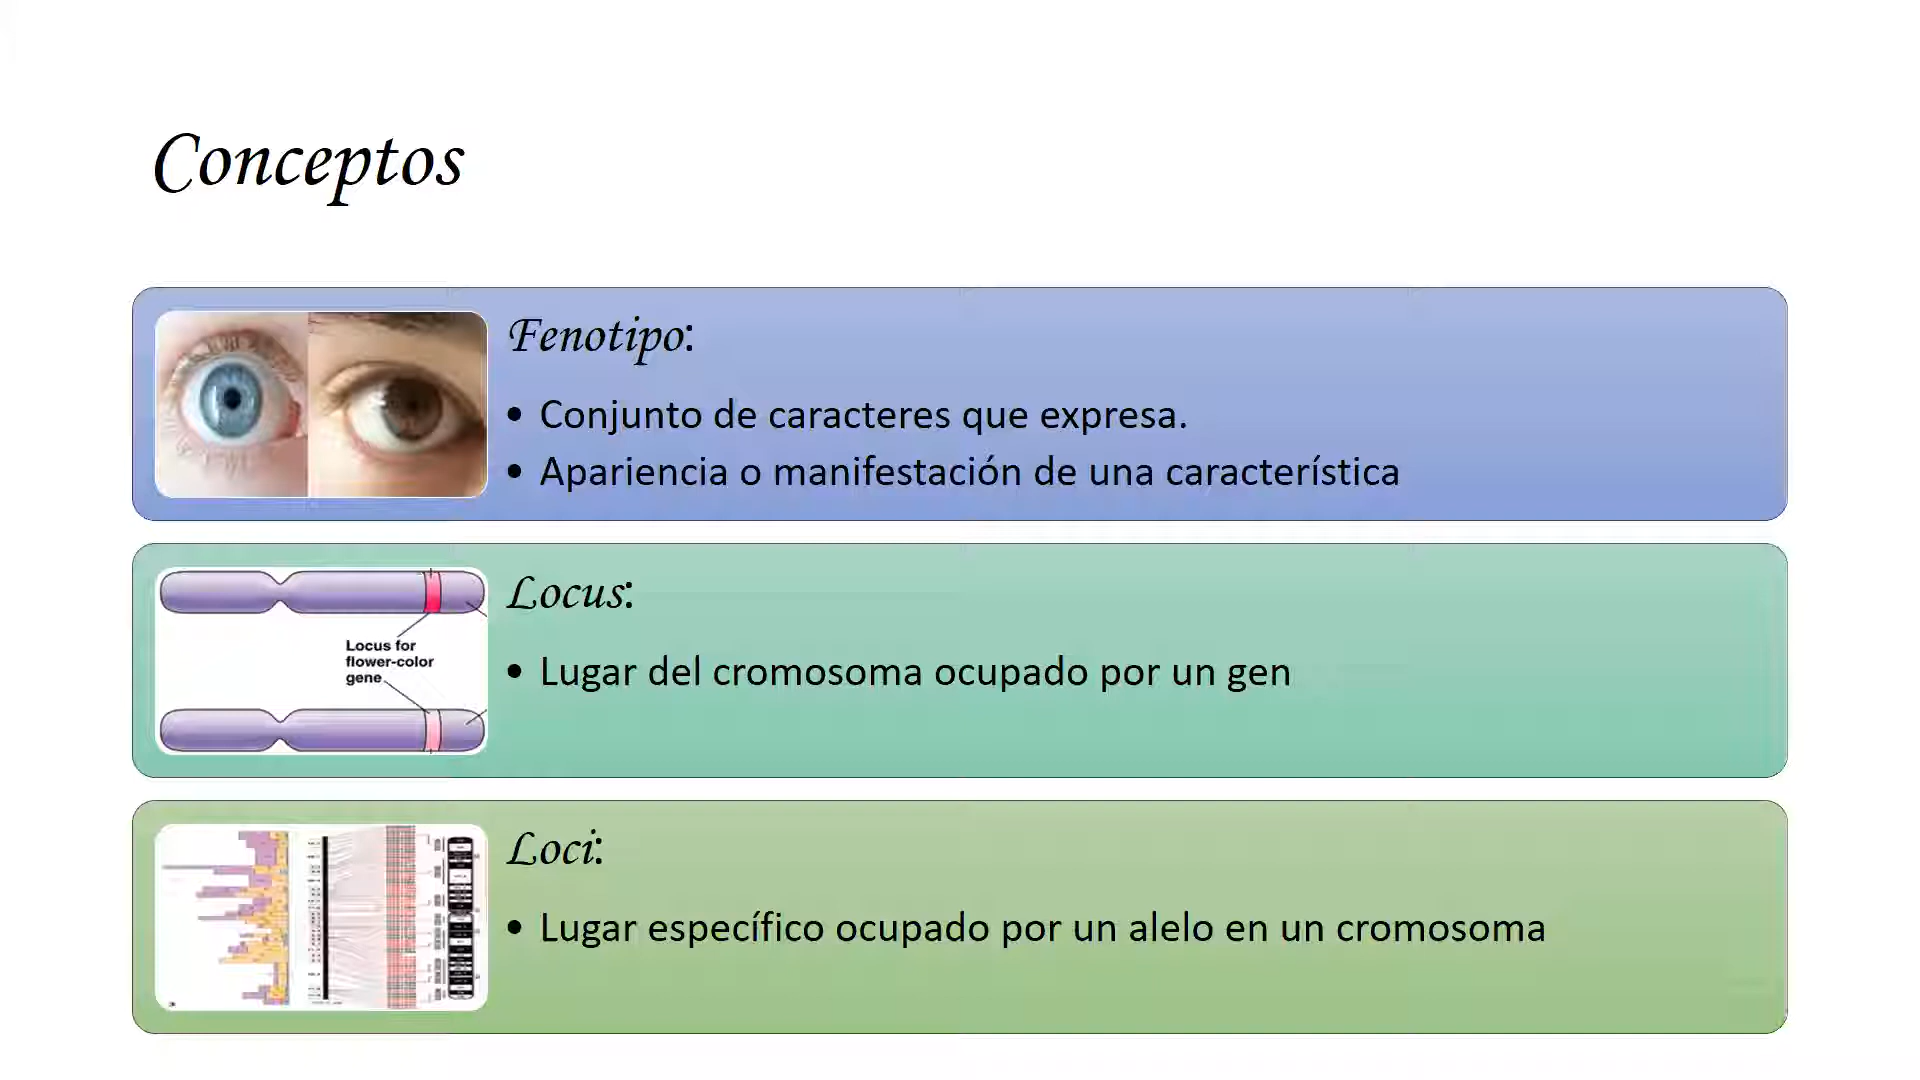 Conceptos
Fenotipo:
• Conjunto de caracteres que expresa.
• Apariencia o manifestación de una característica
Locus:
• Lugar del cromosoma ocupado por un gen
Locus for
flower-color
gene
Loci:
• Lugar específico ocupado por un alelo en un cromosoma